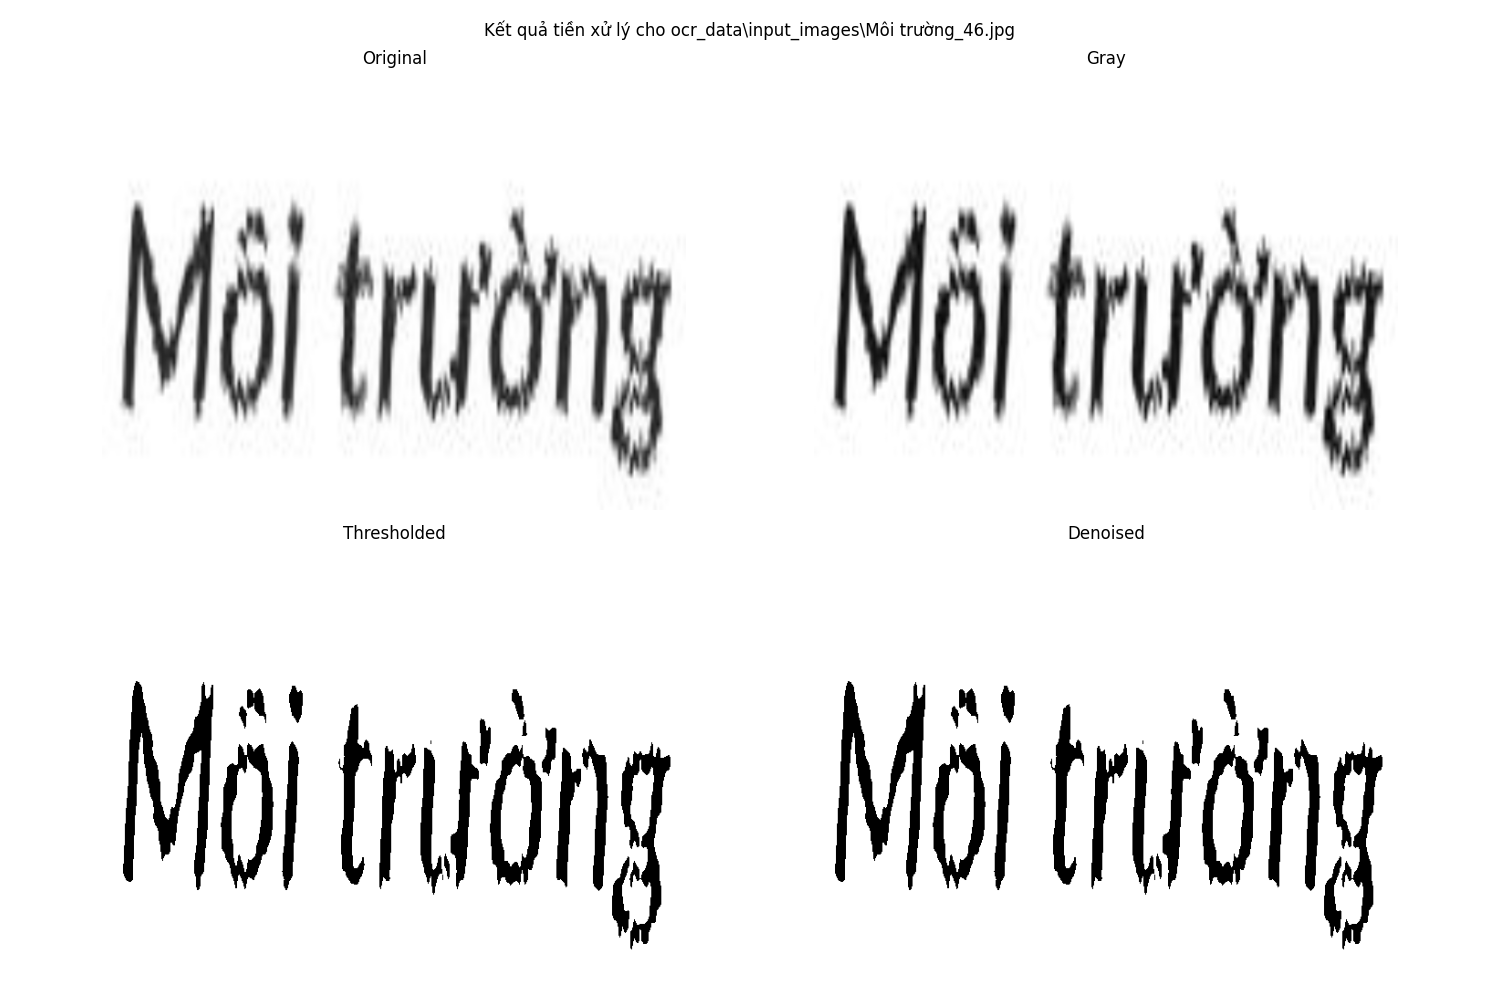 Kết quả tiền xử lý cho ocr_data\input_images\Môi trường_46.jpg
Original
Gray
Môi trường
Môi trường
Thresholded
Denoised
Môi trường
Môi trường